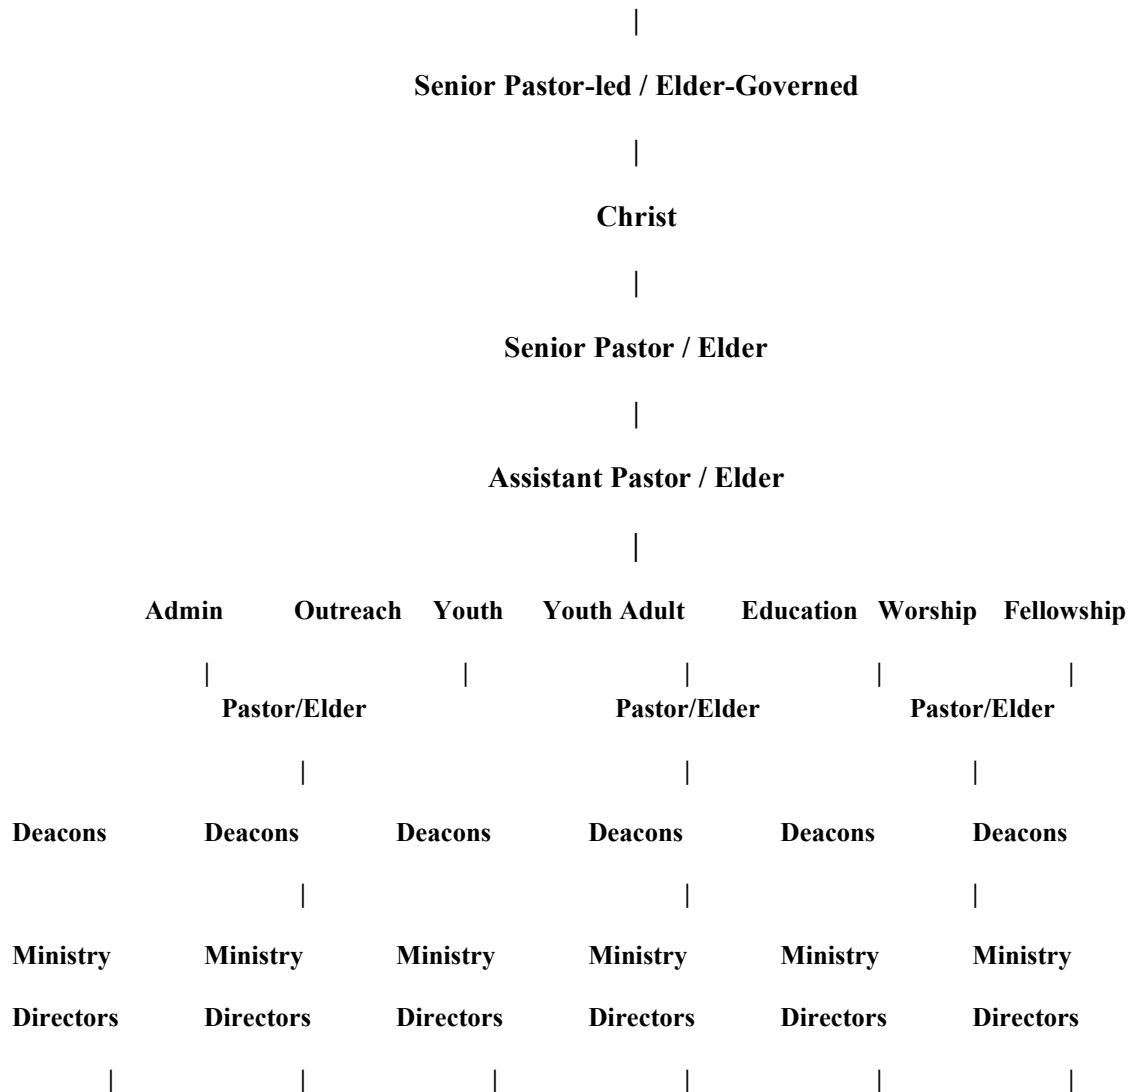 |
Senior Pastor-led / Elder-Governed
|
Christ
|
Senior Pastor / Elder
|
Assistant Pastor / Elder
|
Admin Outreach Youth Youth Adult Education Worship Fellowship
| | | | |
Pastor/Elder Pastor/Elder Pastor/Elder
| | |
Deacons Deacons Deacons Deacons Deacons Deacons
| | |
Ministry Ministry Ministry Ministry Ministry Ministry
Directors Directors Directors Directors Directors Directors
| | | | | |